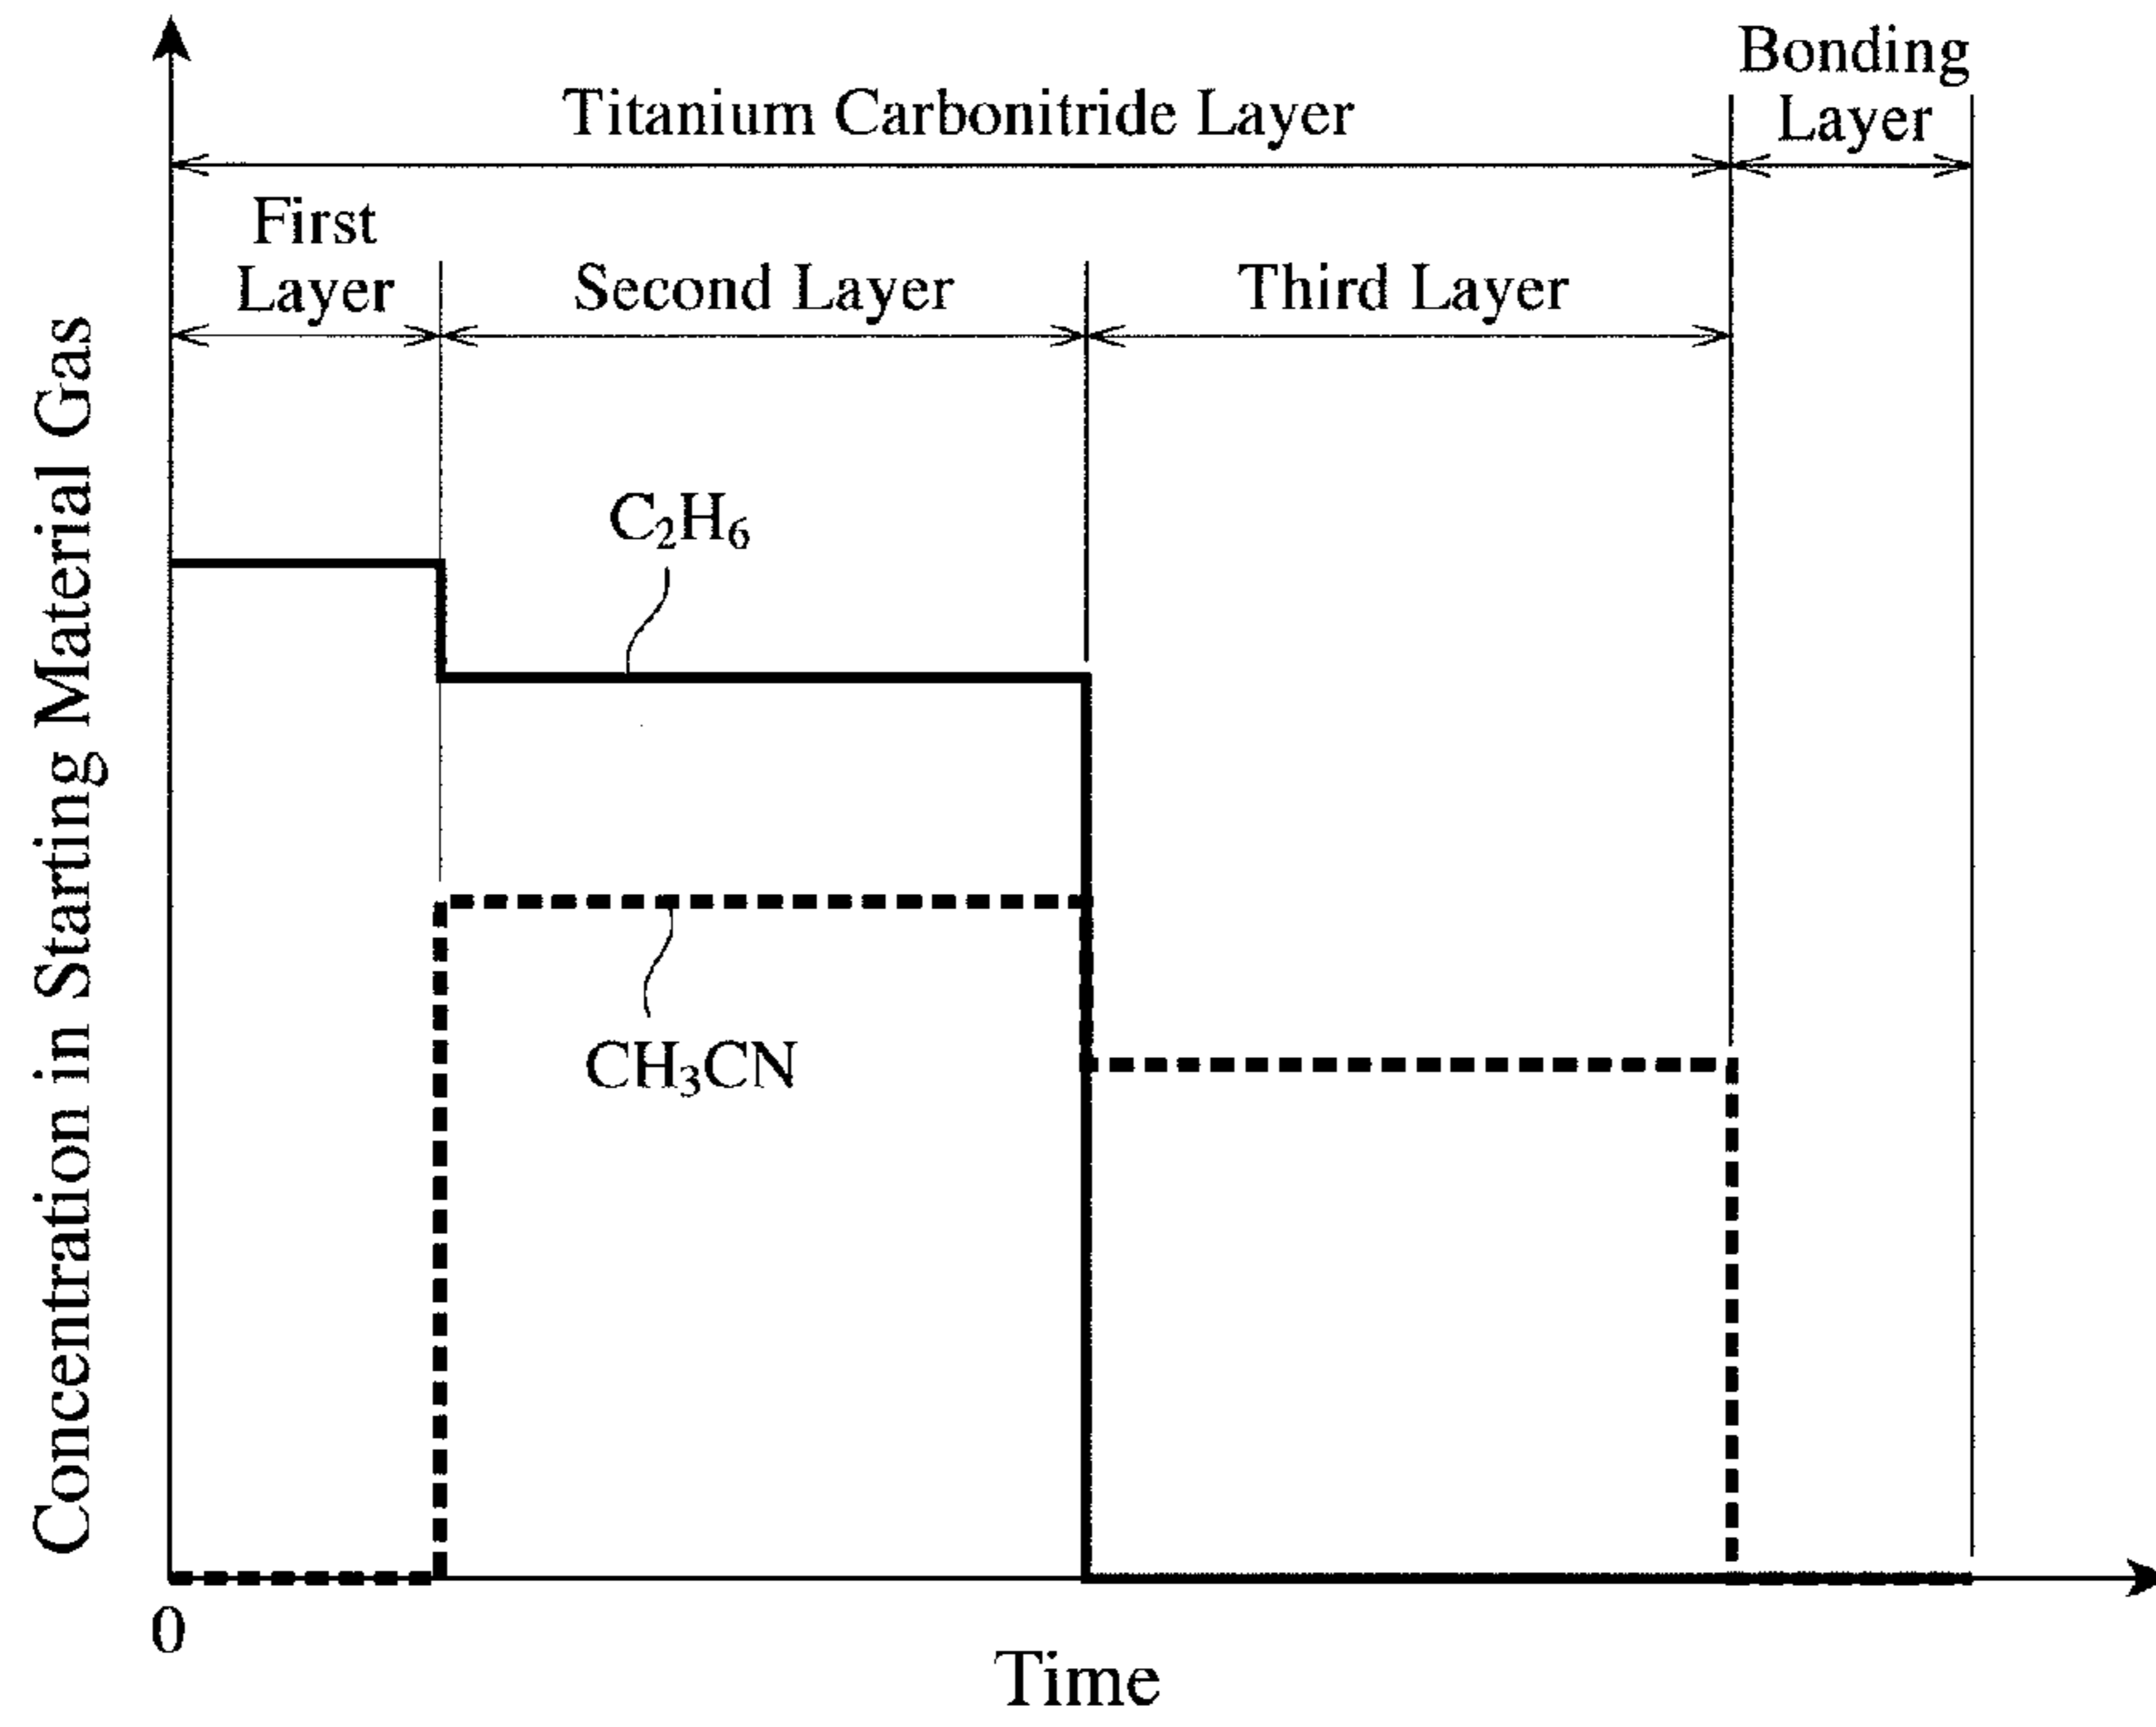 Bonding
Layer
Titanium Carbonitride Layer
First
Layer
Second Layer
Third Layer
Concentration in Starting Material Gas
C₂H₆
CH₃CN
0
Time